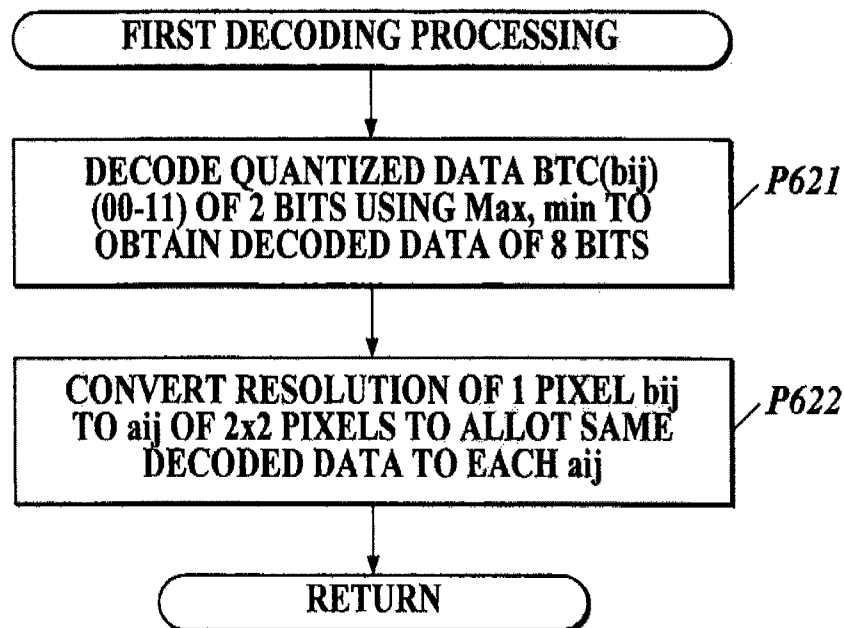 FIRST DECODING PROCESSING
DECODE QUANTIZED DATA BTC(bij)
(00-11) OF 2 BITS USING Max, min TO
OBTAIN DECODED DATA OF 8 BITS
P621
CONVERT RESOLUTION OF 1 PIXEL bij
TO aij OF 2x2 PIXELS TO ALLOT SAME
DECODED DATA TO EACH aij
P622
RETURN